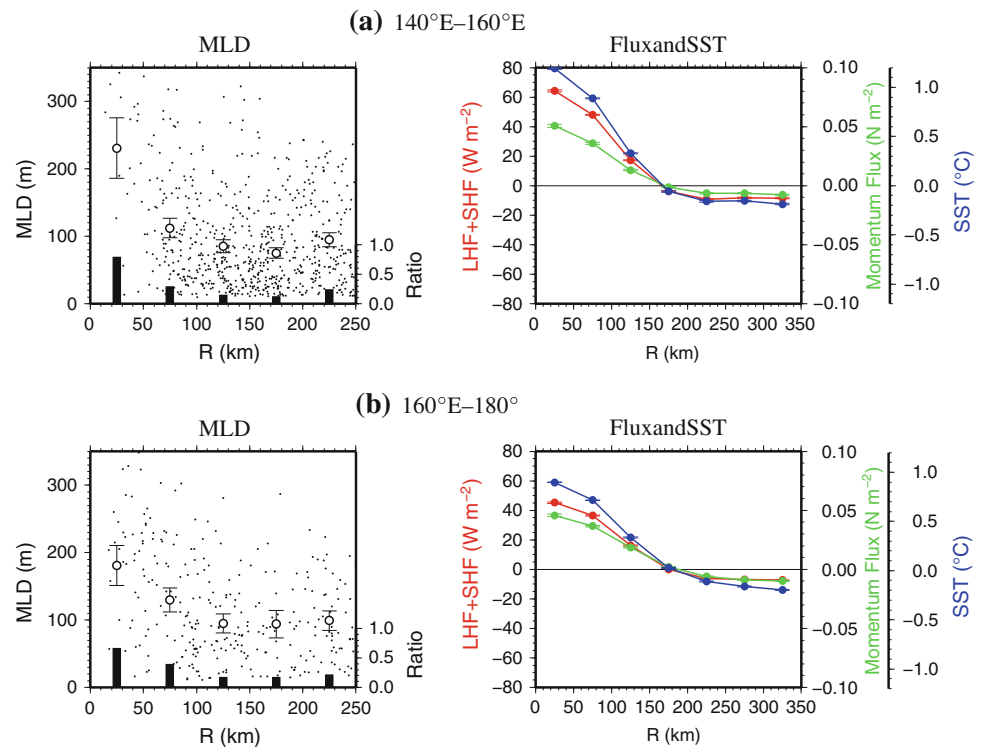 (a) 140°E–160°E
MLD
FluxandSST
MLD (m)
300
200
100
0
1.0
0.5
0.0
Ratio
0 50 100 150 200 250
R (km)
LHF+SHF (W m−2)
80
60
40
20
0
−20
−40
−60
−80
0 50 100 150 200 250 300 350
R (km)
0.10
0.05
0.00
−0.05
−0.10
Momentum Flux (N m−2)
1.0
0.5
0.0
−0.5
−1.0
SST (°C)
(b) 160°E–180°
MLD
FluxandSST
MLD (m)
300
200
100
0
1.0
0.5
0.0
Ratio
0 50 100 150 200 250
R (km)
LHF+SHF (W m−2)
80
60
40
20
0
−20
−40
−60
−80
0 50 100 150 200 250 300 350
R (km)
0.10
0.05
0.00
−0.05
−0.10
Momentum Flux (N m−2)
1.0
0.5
0.0
−0.5
−1.0
SST (°C)